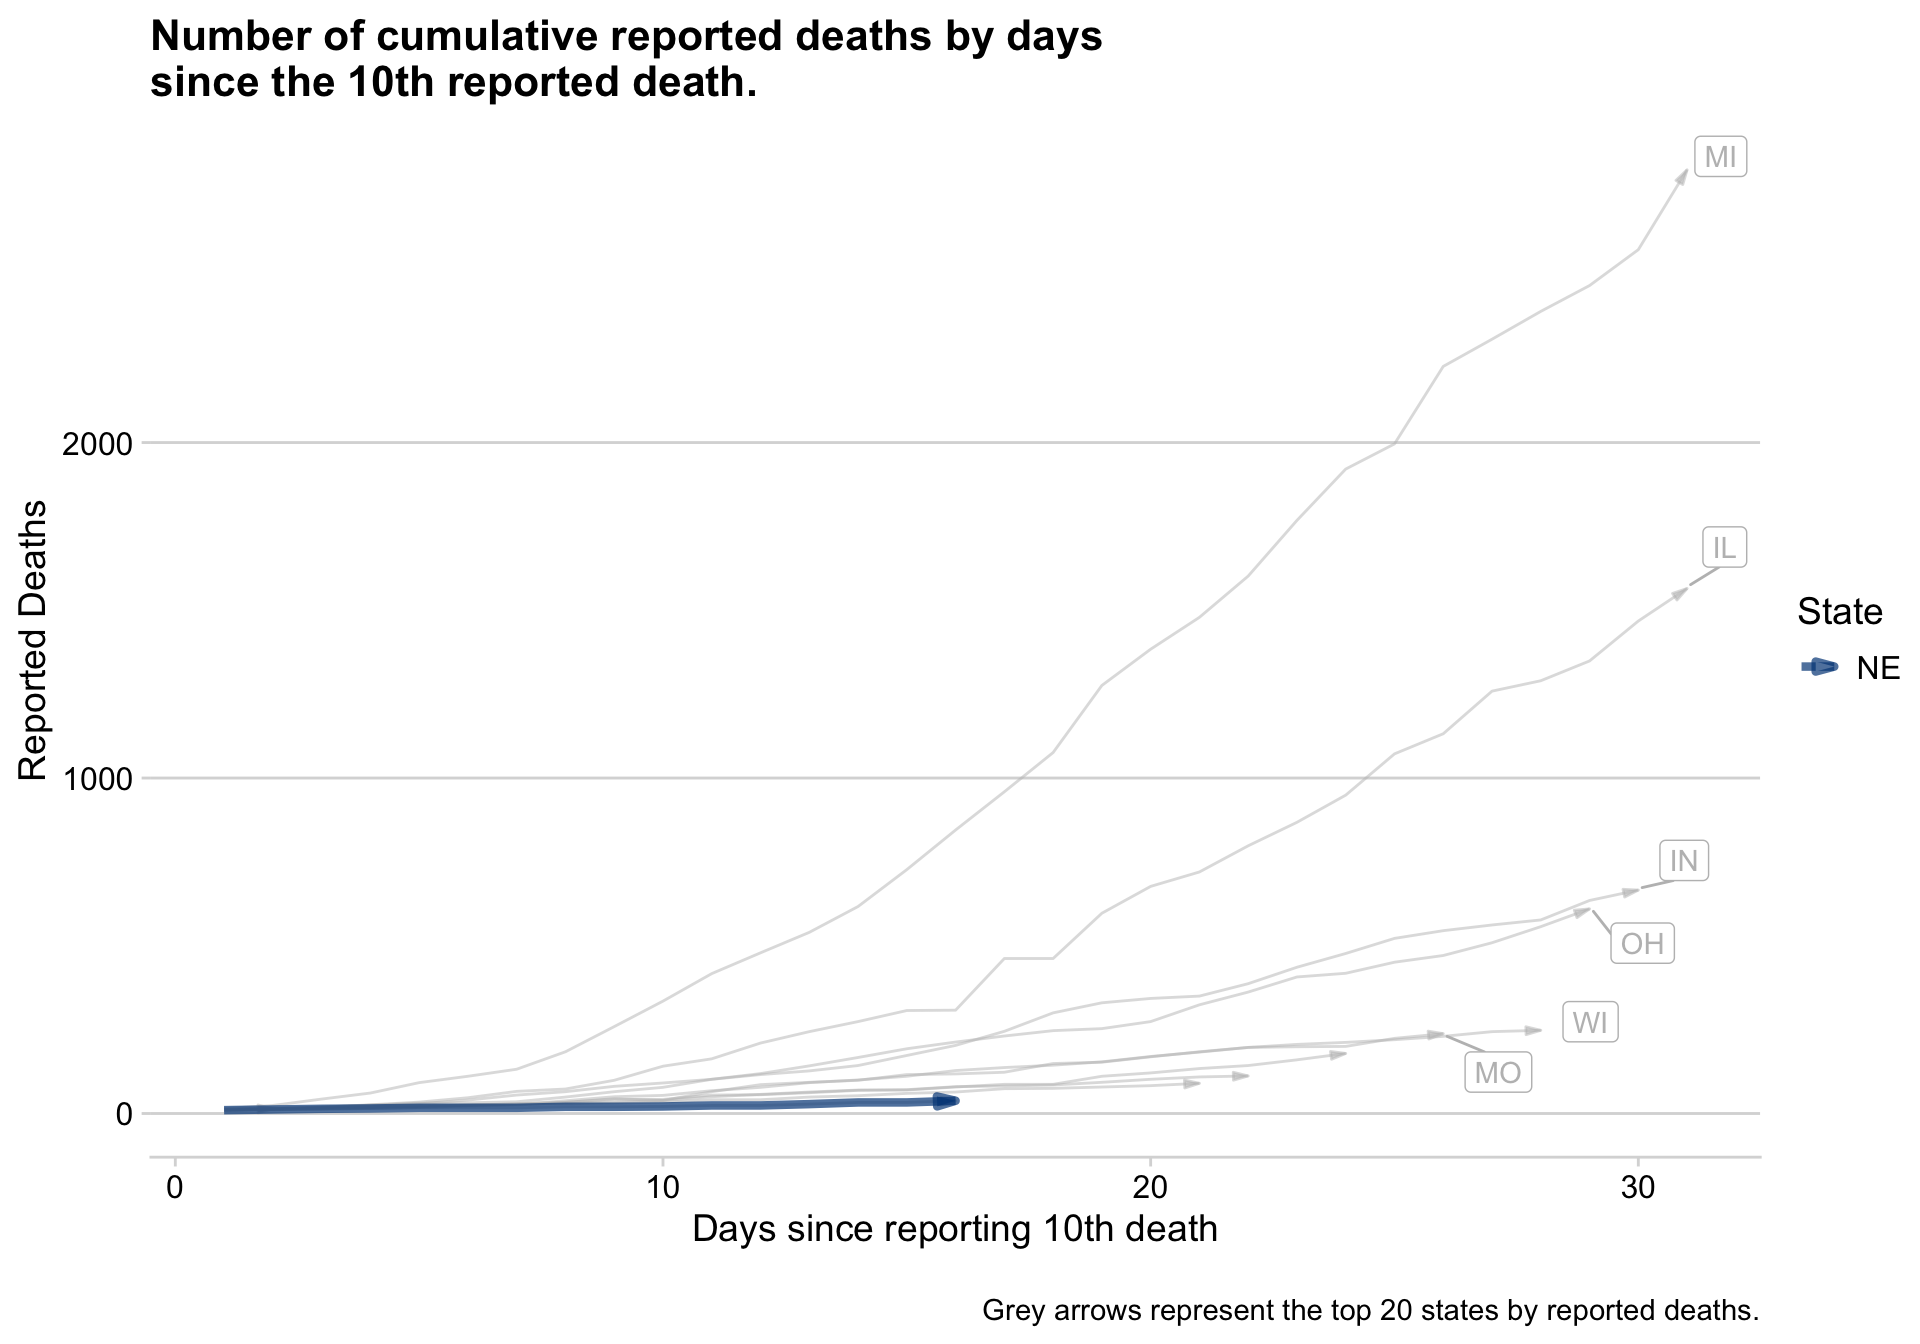 Number of cumulative reported deaths by days
since the 10th reported death.
MI
2000
IL
Reported Deaths
State
NE
1000
IN
OH
WI
MO
0
0 10 20 30
Days since reporting 10th death
Grey arrows represent the top 20 states by reported deaths.